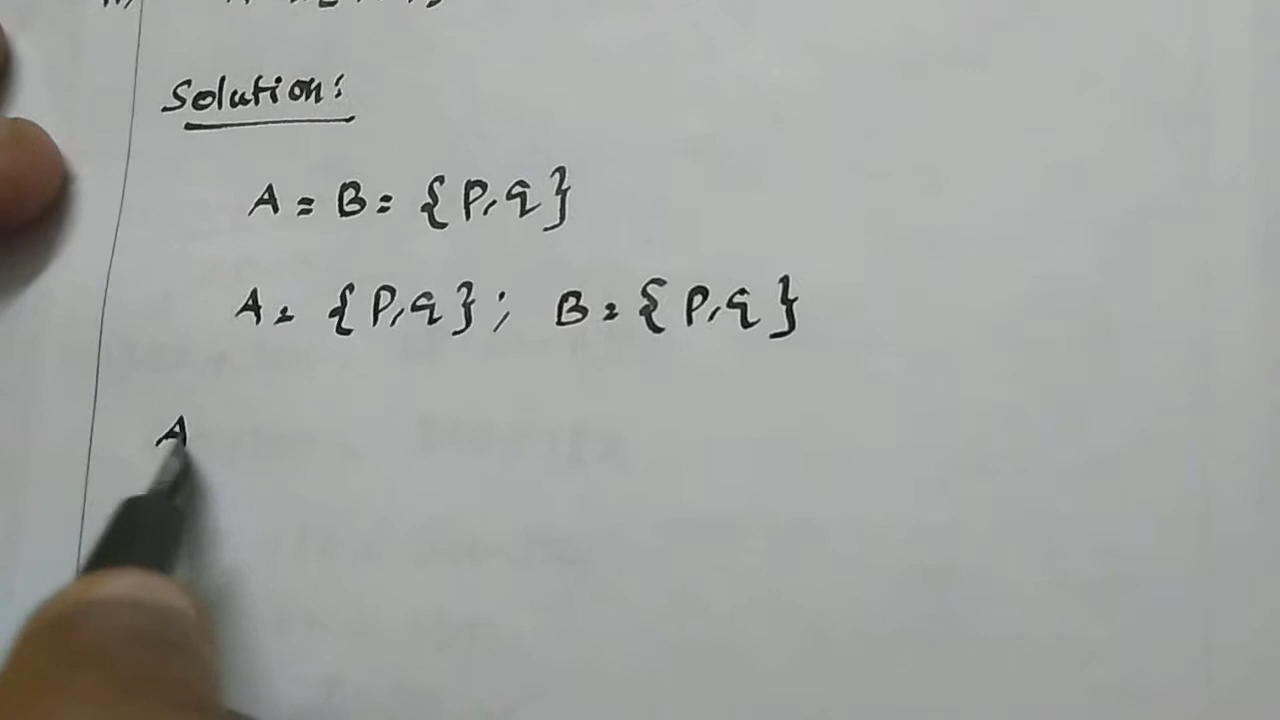 Solution:
A = B = {P, q}
A = {P, q} ; B = {P, q}
A